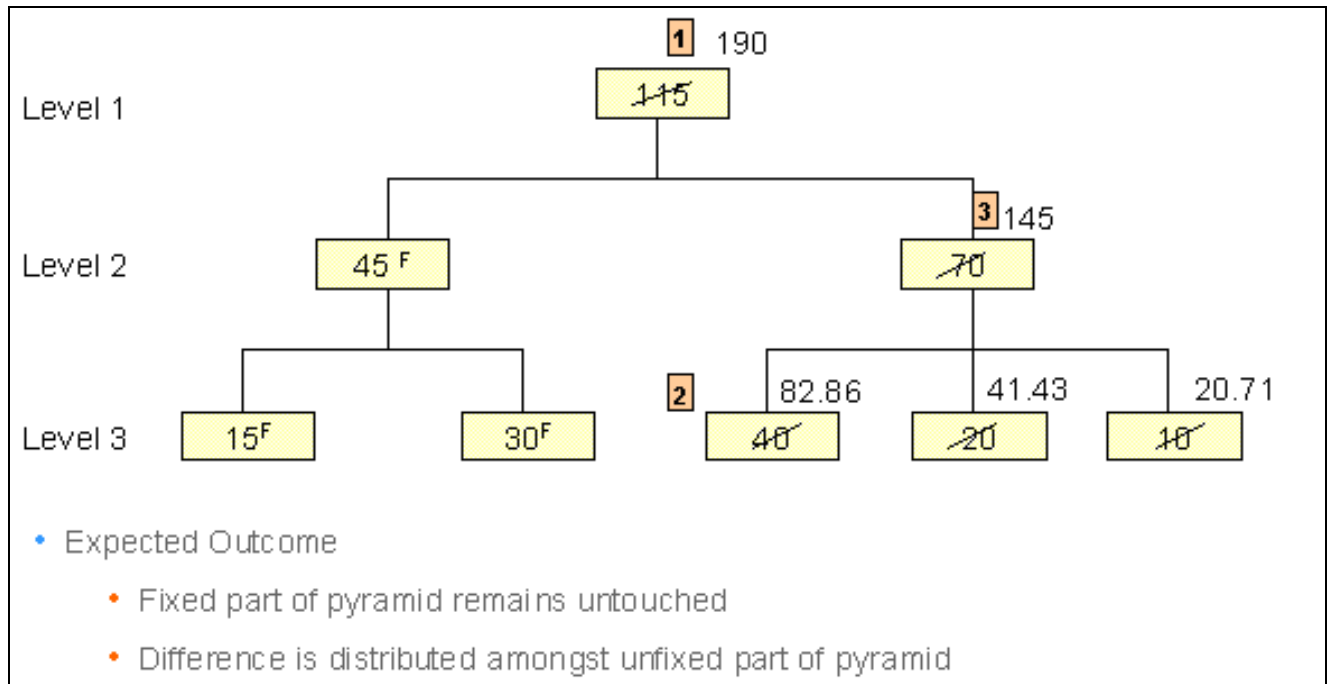 1 190
Level 1 115
3 145
Level 2 45 F 70
2 82.86 41.43 20.71
Level 3 15F 30F 40 20 10
• Expected Outcome
• Fixed part of pyramid remains untouched
• Difference is distributed amongst unfixed part of pyramid